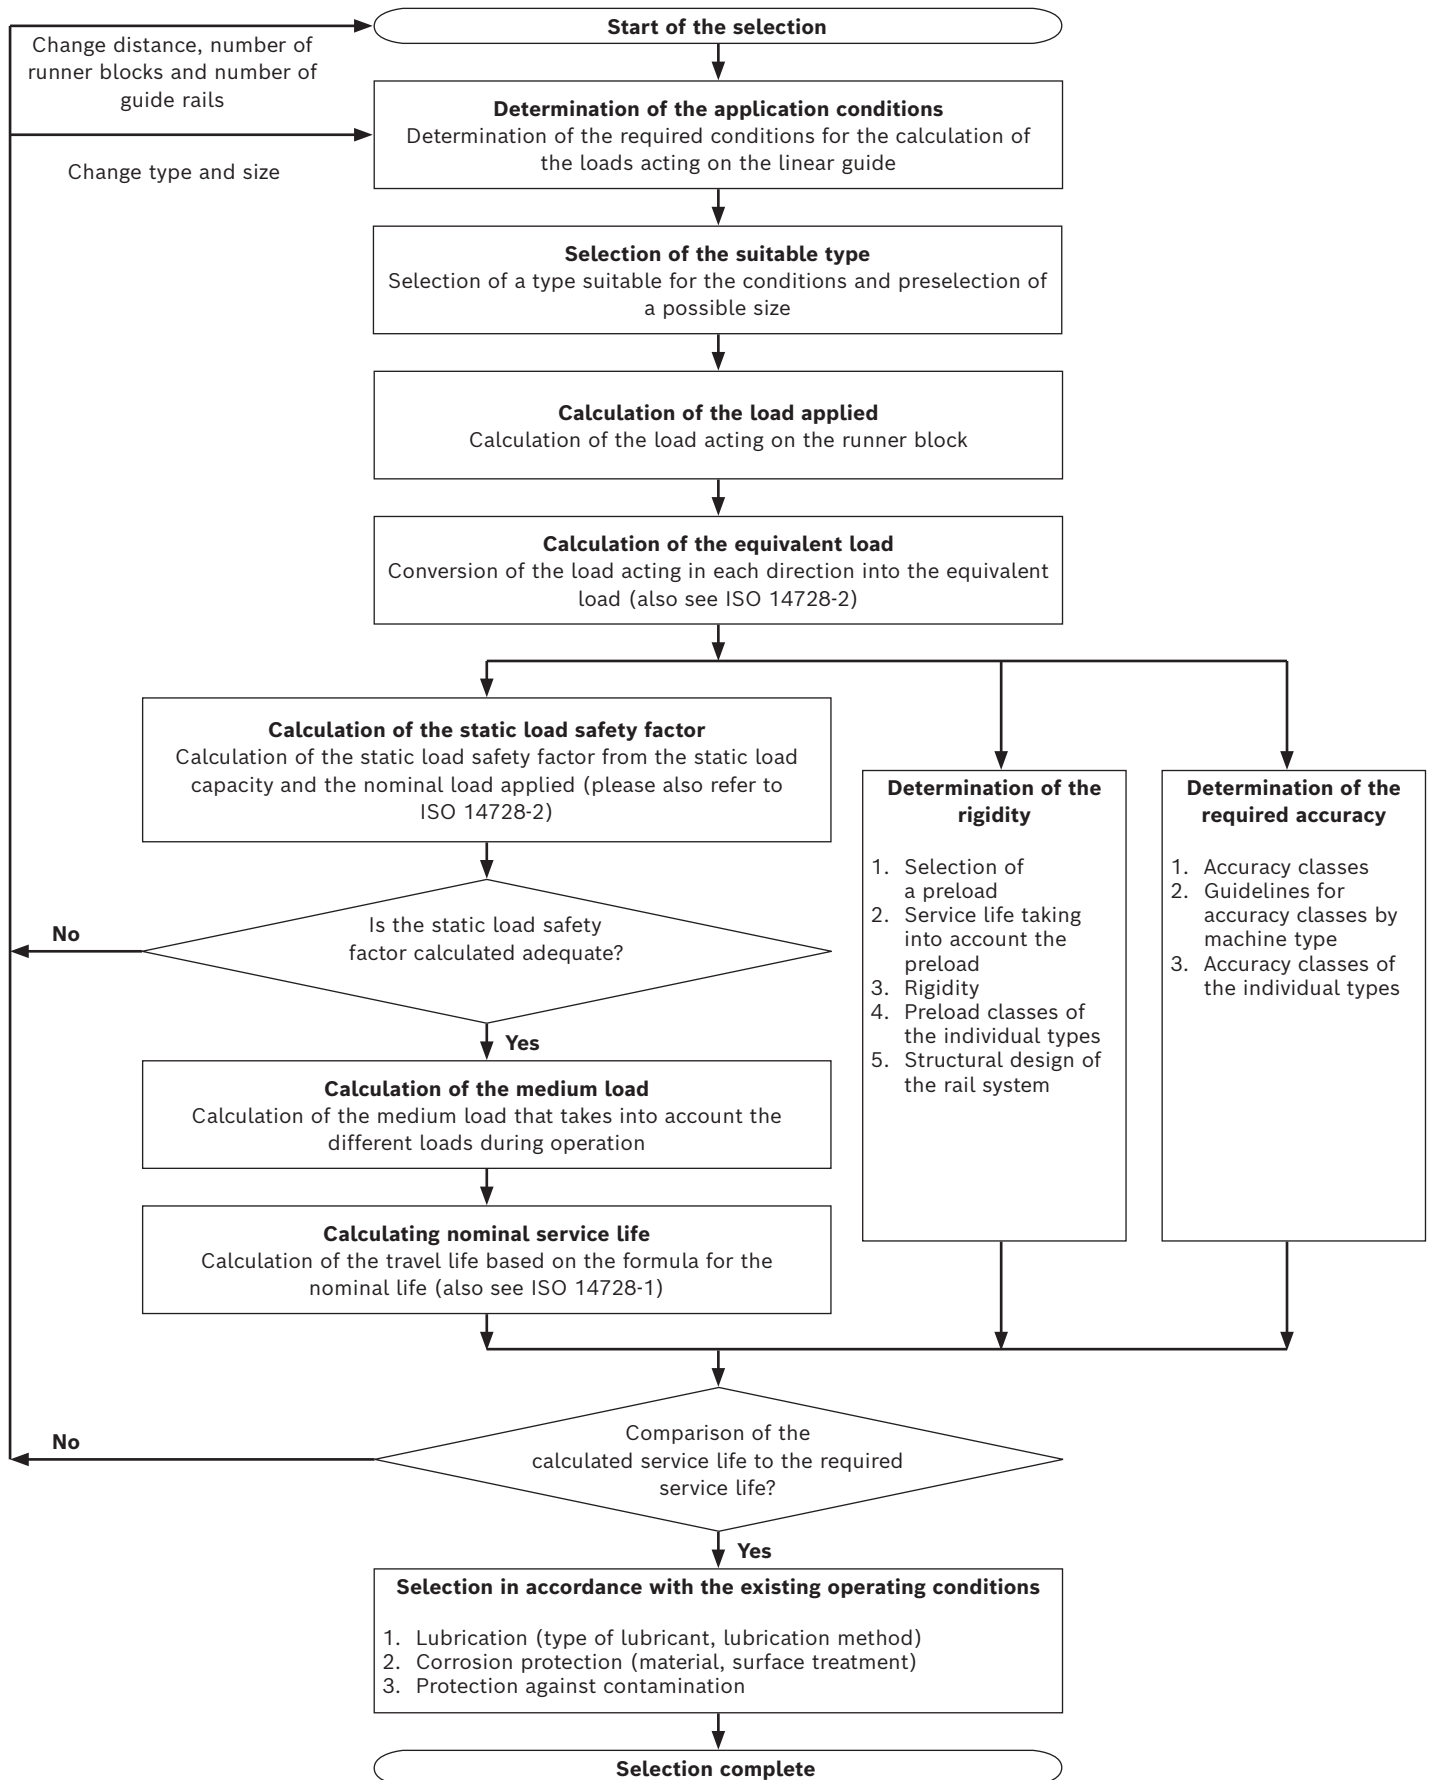 Start of the selection
Change distance, number of
runner blocks and number of
guide rails
Change type and size
Determination of the application conditions
Determination of the required conditions for the calculation of
the loads acting on the linear guide
Selection of the suitable type
Selection of a type suitable for the conditions and preselection of
a possible size
Calculation of the load applied
Calculation of the load acting on the runner block
Calculation of the equivalent load
Conversion of the load acting in each direction into the equivalent
load (also see ISO 14728-2)
Calculation of the static load safety factor
Calculation of the static load safety factor from the static load
capacity and the nominal load applied (please also refer to
ISO 14728-2)
Is the static load safety
factor calculated adequate?
No
Yes
Calculation of the medium load
Calculation of the medium load that takes into account the
different loads during operation
Calculating nominal service life
Calculation of the travel life based on the formula for the
nominal life (also see ISO 14728-1)
Determination of the
rigidity
1. Selection of
a preload
2. Service life taking
into account the
preload
3. Rigidity
4. Preload classes of
the individual types
5. Structural design of
the rail system
Determination of the
required accuracy
1. Accuracy classes
2. Guidelines for
accuracy classes by
machine type
3. Accuracy classes of
the individual types
Comparison of the
calculated service life to the required
service life?
No
Yes
Selection in accordance with the existing operating conditions
1. Lubrication (type of lubricant, lubrication method)
2. Corrosion protection (material, surface treatment)
3. Protection against contamination
Selection complete